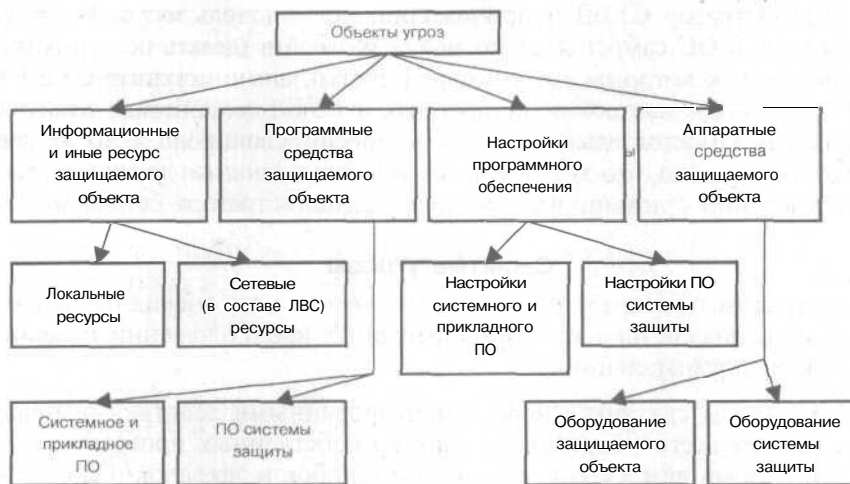 Объекты угроз
Информационные
и иные ресурс
защищаемого
объекта
Программные
средства
защищаемого
объекта
Настройки
программного
обеспечения
ы
Аппаратные
средства
защищаемого
объекта
Локальные
ресурсы
Сетевые
(в составе ЛВС)
ресурсы
Настройки
системного и
прикладного
ПО
Настройки ПО
системы
защиты
Системное и
прикладное
ПО
ПО системы
защиты
Оборудование
защищаемого
объекта
Оборудование
системы
защиты